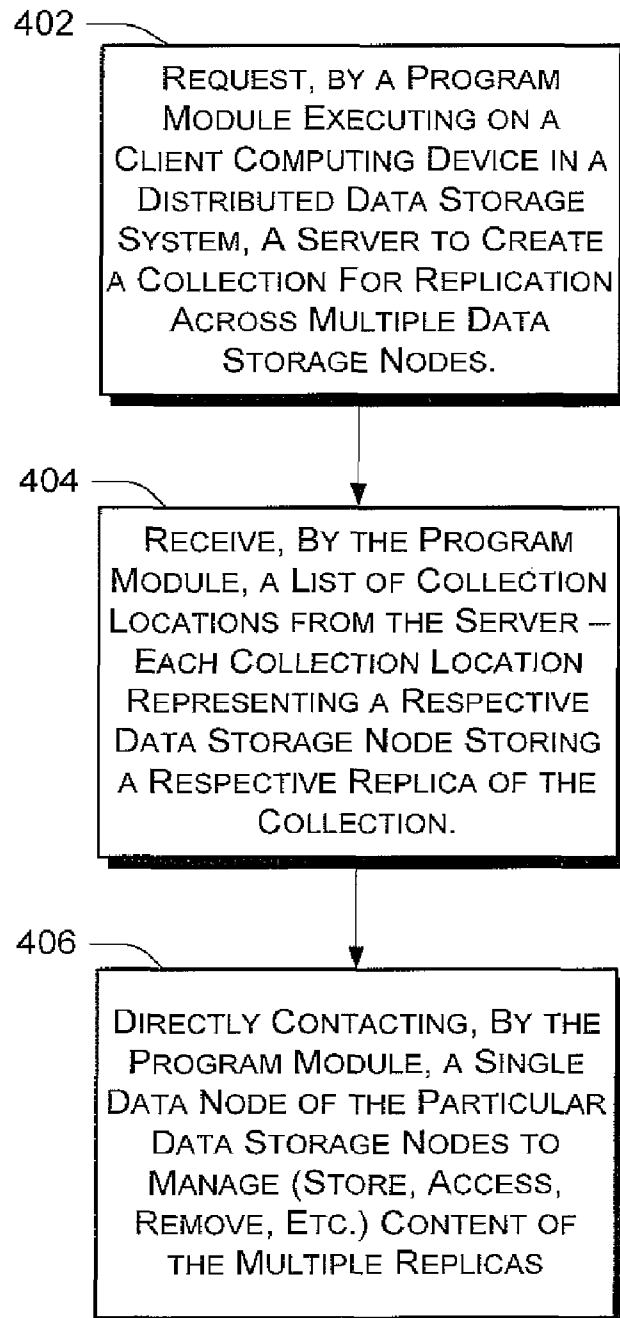 402
REQUEST, BY A PROGRAM
MODULE EXECUTING ON A
CLIENT COMPUTING DEVICE IN A
DISTRIBUTED DATA STORAGE
SYSTEM, A SERVER TO CREATE
A COLLECTION FOR REPLICATION
ACROSS MULTIPLE DATA
STORAGE NODES.
404
RECEIVE, BY THE PROGRAM
MODULE, A LIST OF COLLECTION
LOCATIONS FROM THE SERVER –
EACH COLLECTION LOCATION
REPRESENTING A RESPECTIVE
DATA STORAGE NODE STORING
A RESPECTIVE REPLICA OF THE
COLLECTION.
406
DIRECTLY CONTACTING, BY THE
PROGRAM MODULE, A SINGLE
DATA NODE OF THE PARTICULAR
DATA STORAGE NODES TO
MANAGE (STORE, ACCESS,
REMOVE, ETC.) CONTENT OF
THE MULTIPLE REPLICAS